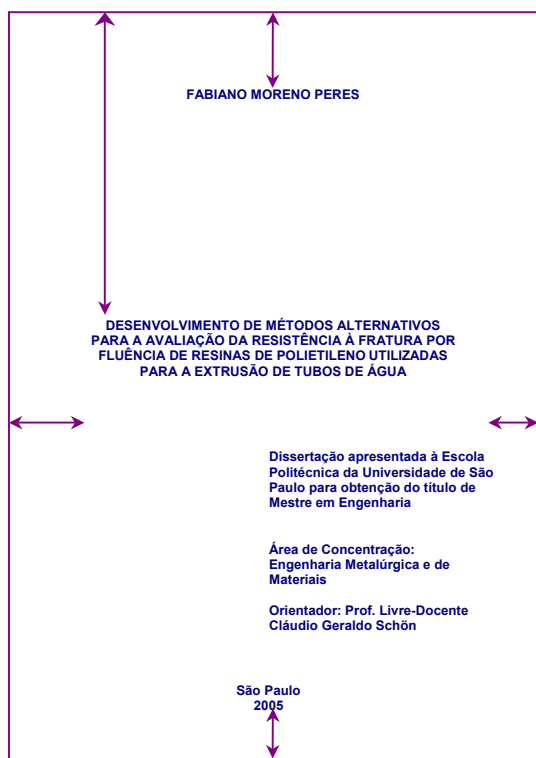 FABIANO MORENO PERES
DESENVOLVIMENTO DE MÉTODOS ALTERNATIVOS
PARA A AVALIAÇÃO DA RESISTÊNCIA À FRATURA POR
FLUÊNCIA DE RESINAS DE POLIETILENO UTILIZADAS
PARA A EXTRUSÃO DE TUBOS DE ÁGUA
Dissertação apresentada à Escola
Politécnica da Universidade de São
Paulo para obtenção do título de
Mestre em Engenharia
Área de Concentração:
Engenharia Metalúrgica e de
Materiais
Orientador: Prof. Livre-Docente
Cláudio Geraldo Schön
São Paulo
2005